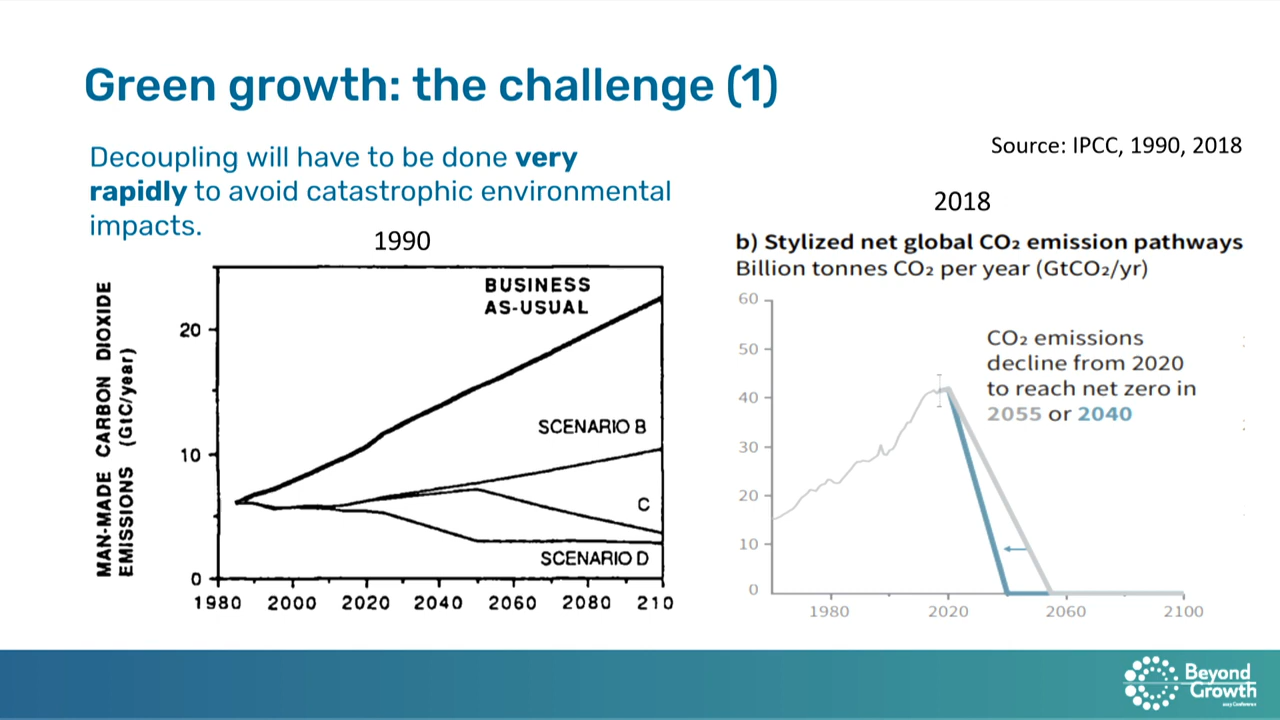 Green growth: the challenge (1)
Decoupling will have to be done very
rapidly to avoid catastrophic environmental
impacts.
Source: IPCC, 1990, 2018
1990
MAN-MADE CARBON DIOXIDE
EMISSIONS (GtC/year)
BUSINESS
AS-USUAL
20
SCENARIO B
10
C
SCENARIO D
0
1980 2000 2020 2040 2060 2080 210
2018
b) Stylized net global CO₂ emission pathways
Billion tonnes CO₂ per year (GtCO₂/yr)
60
50
40
30
20
10
0
CO₂ emissions
decline from 2020
to reach net zero in
2055 or 2040
1980 2020 2060 2100
Beyond
Growth